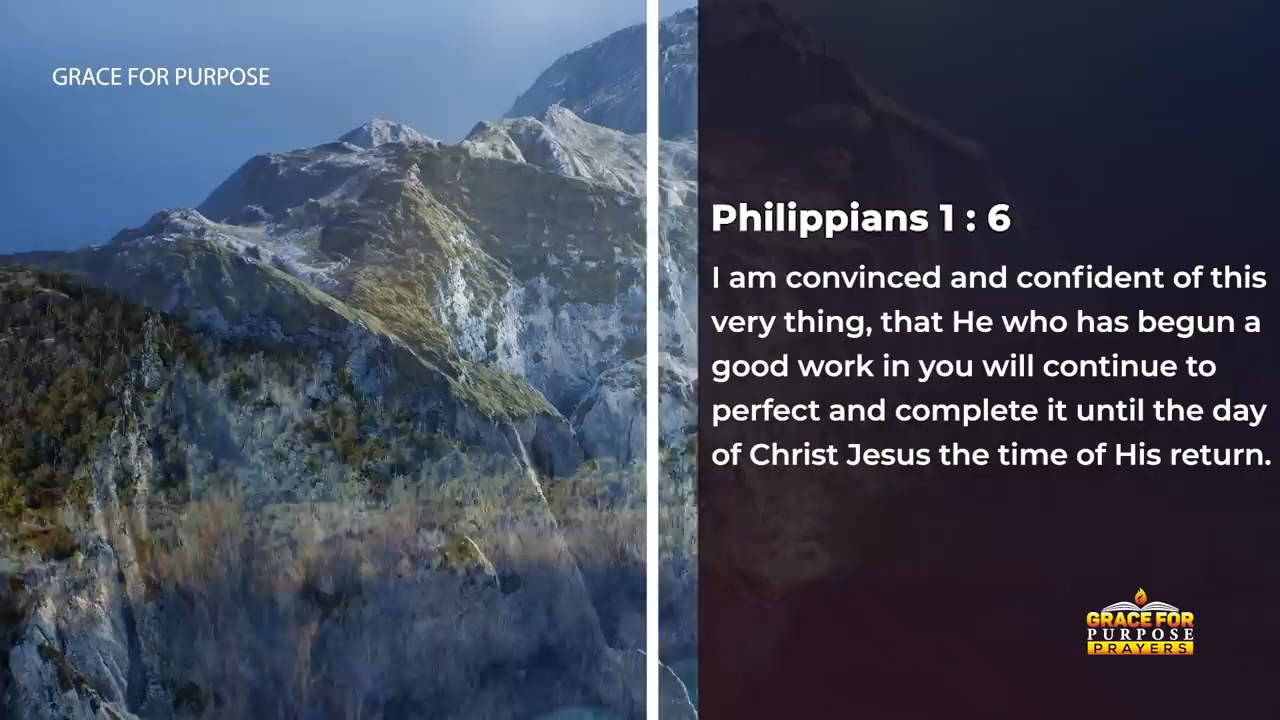 GRACE FOR PURPOSE
Philippians 1 : 6
I am convinced and confident of this
very thing, that He who has begun a
good work in you will continue to
perfect and complete it until the day
of Christ Jesus the time of His return.
GRACE FOR
PURPOSE
PRAYERS